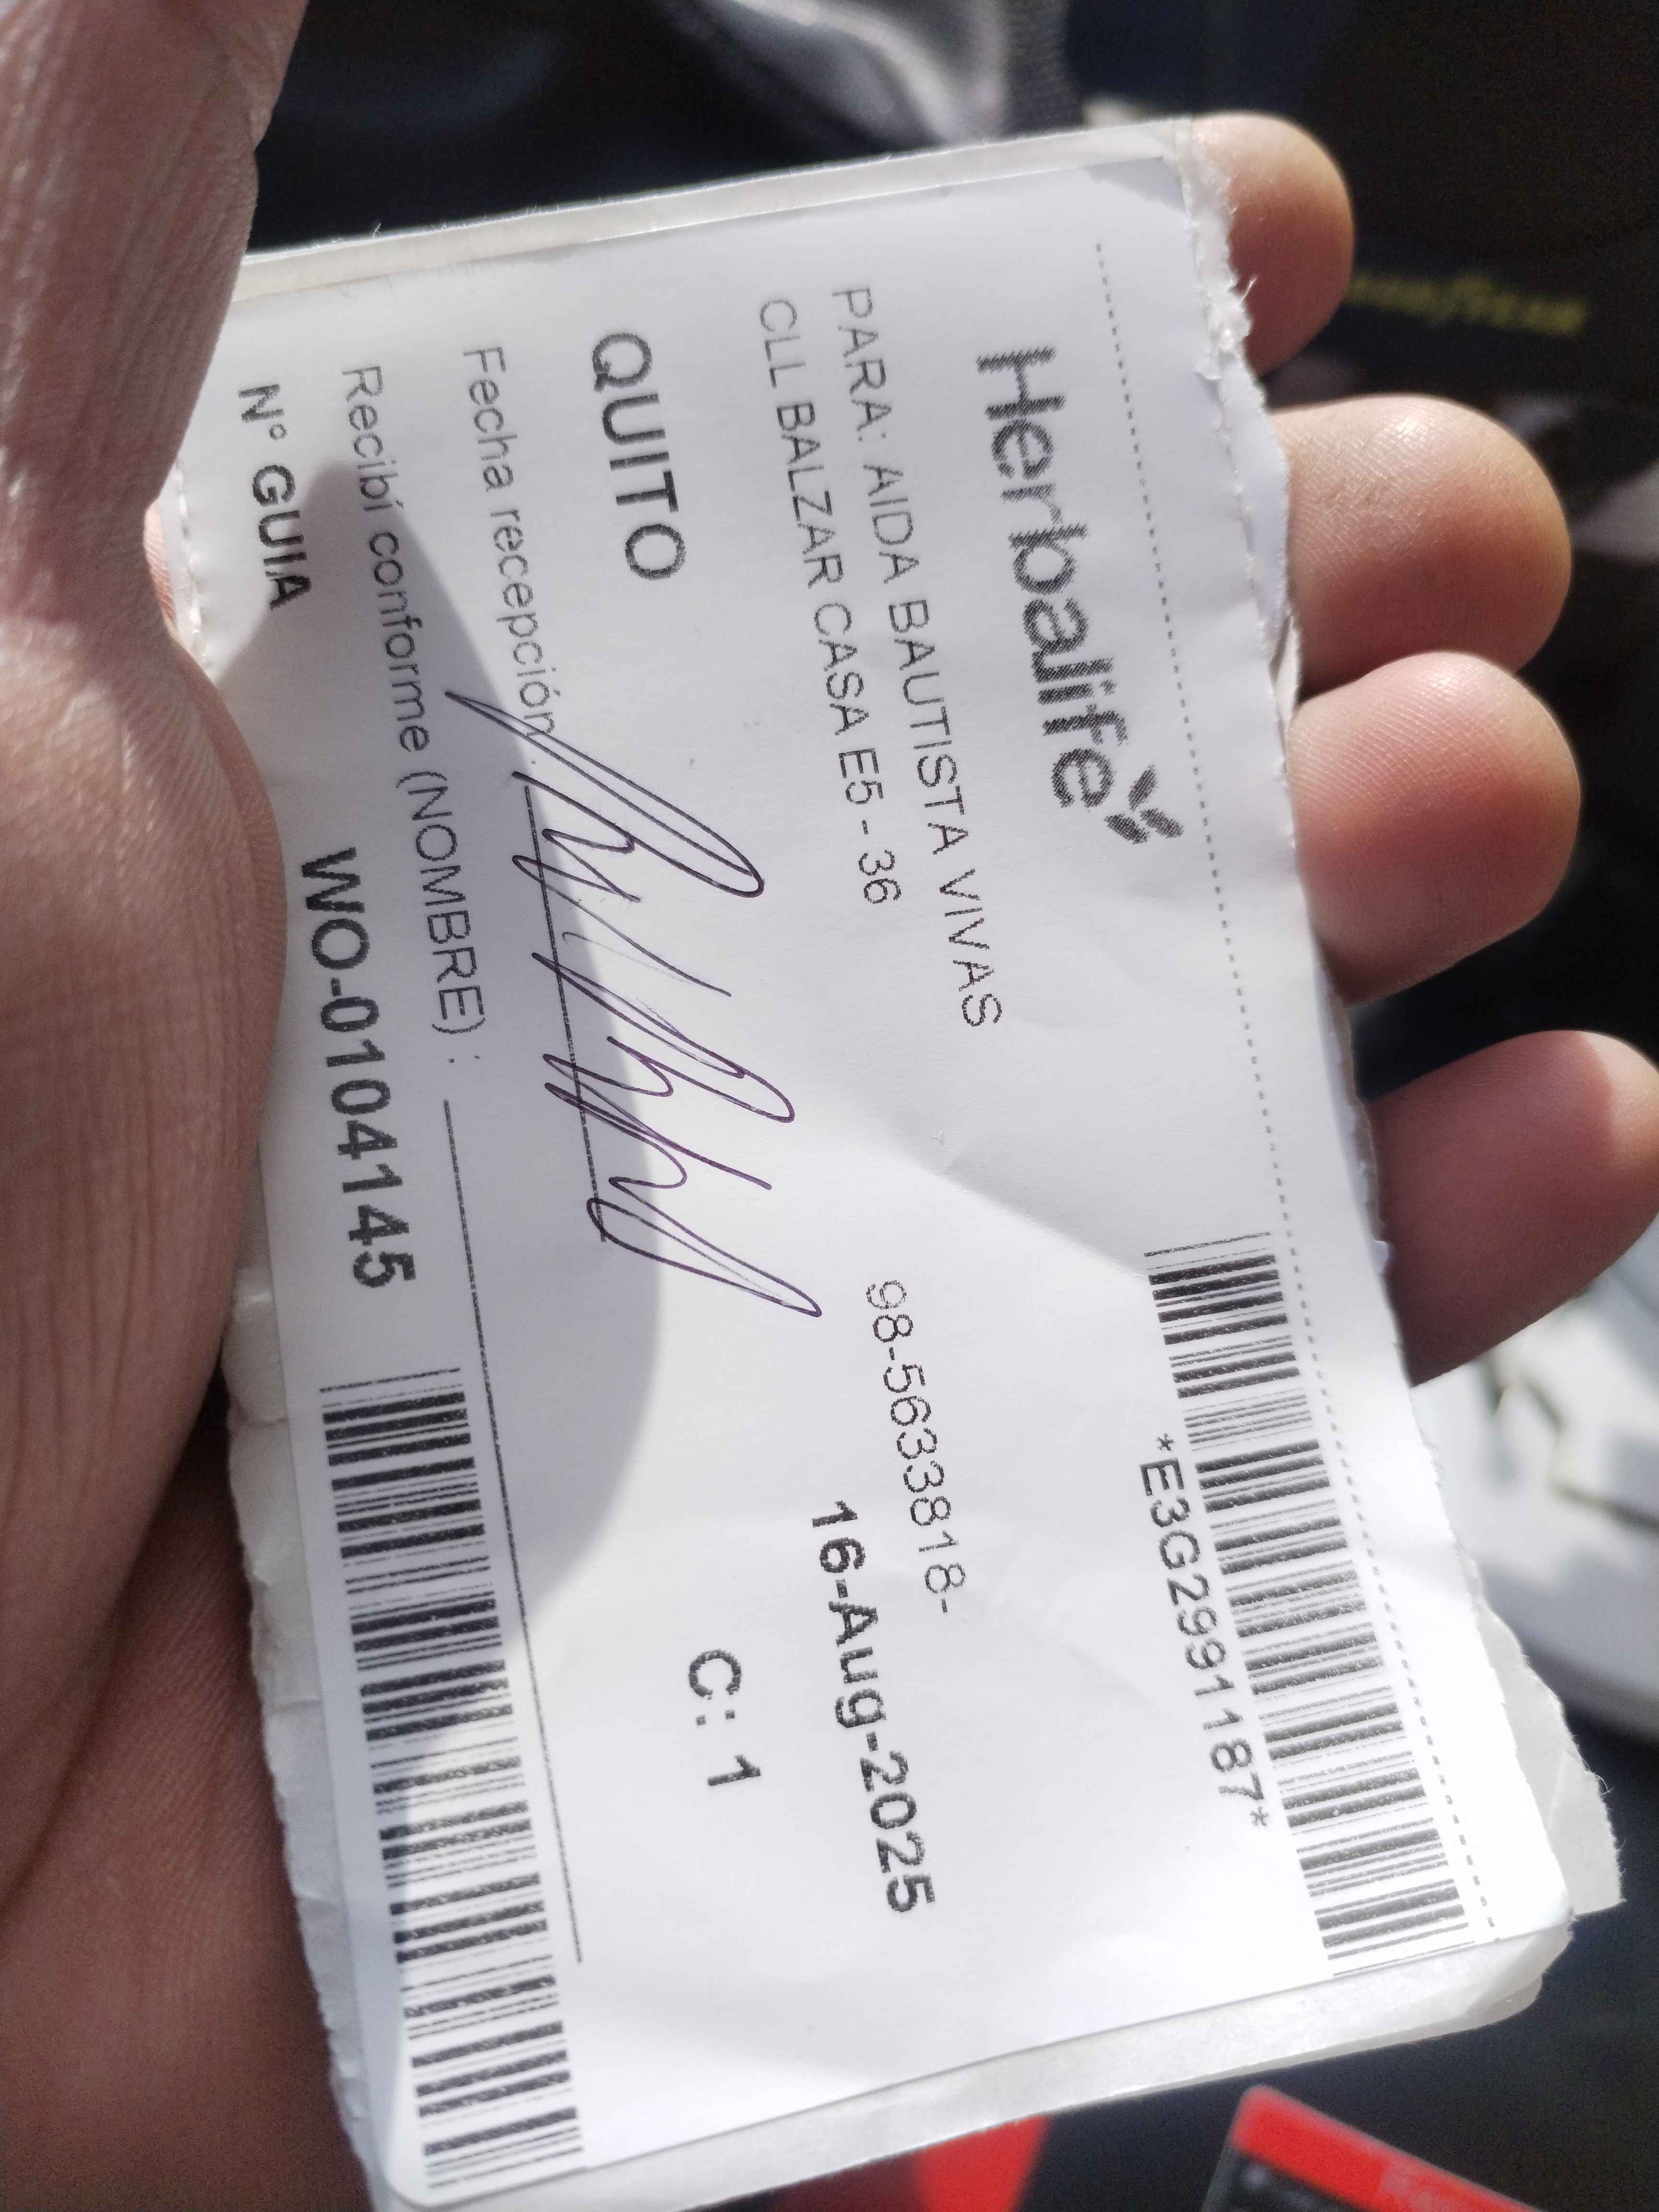 Herbalife
*E3G2991187*
PARA: AIDA BAUTISTA VIVAS
98-5633818-
CLL BALZAR CASA E5 - 36
16-Aug-2025
QUITO
C: 1
Fecha recepción:
Recibí conforme (NOMBRE) :
N° GUIA WO-0104145